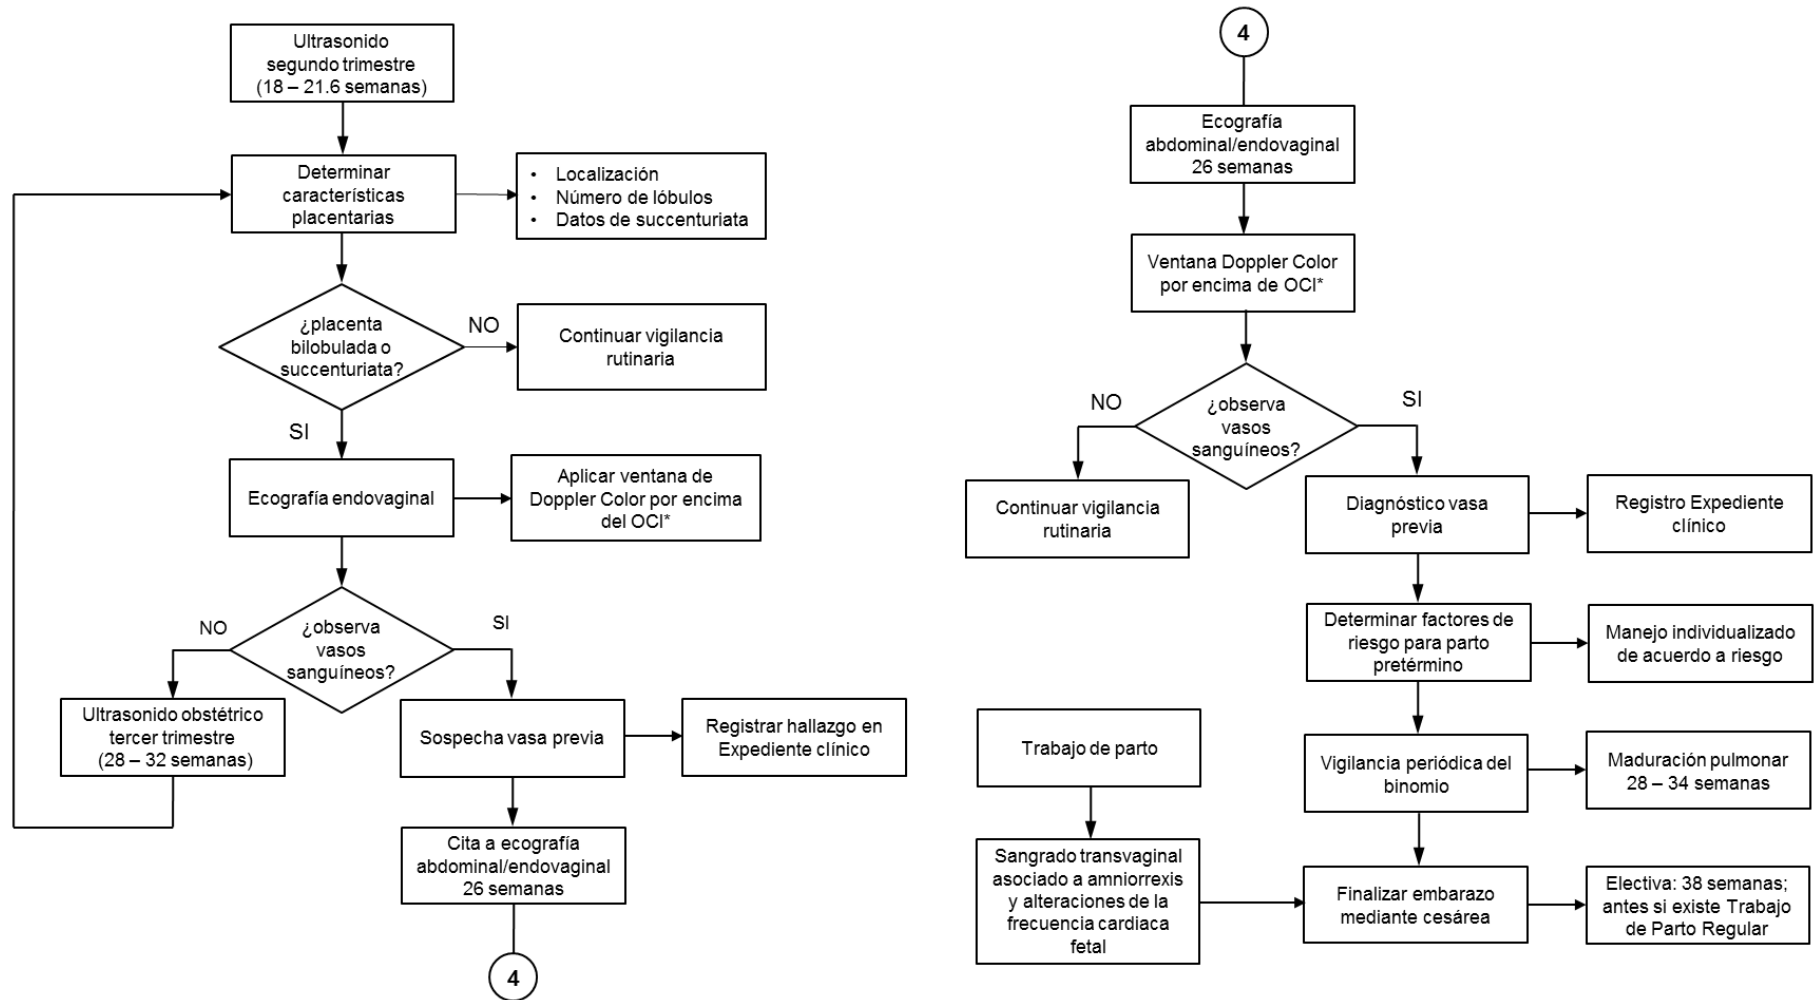 Ultrasonido
segundo trimestre
(18 – 21.6 semanas)
Determinar
características
placentarias
• Localización
• Número de lóbulos
• Datos de succenturiata
¿placenta
bilobulada o
succenturiata?
NO
Continuar vigilancia
rutinaria
SI
Ecografía endovaginal
Aplicar ventana de
Doppler Color por encima
del OCI*
¿observa
vasos
sanguíneos?
NO
SI
Ultrasonido obstétrico
tercer trimestre
(28 – 32 semanas)
Sospecha vasa previa
Registrar hallazgo en
Expediente clínico
Cita a ecografía
abdominal/endovaginal
26 semanas
4
4
Ecografía
abdominal/endovaginal
26 semanas
Ventana Doppler Color
por encima de OCI*
¿observa
vasos
sanguíneos?
NO
SI
Continuar vigilancia
rutinaria
Diagnóstico vasa
previa
Registro Expediente
clínico
Determinar factores de
riesgo para parto
pretérmino
Manejo individualizado
de acuerdo a riesgo
Trabajo de parto
Vigilancia periódica del
binomio
Maduración pulmonar
28 – 34 semanas
Sangrado transvaginal
asociado a amniorrexis
y alteraciones de la
frecuencia cardiaca
fetal
Finalizar embarazo
mediante cesárea
Electiva: 38 semanas;
antes si existe Trabajo
de Parto Regular